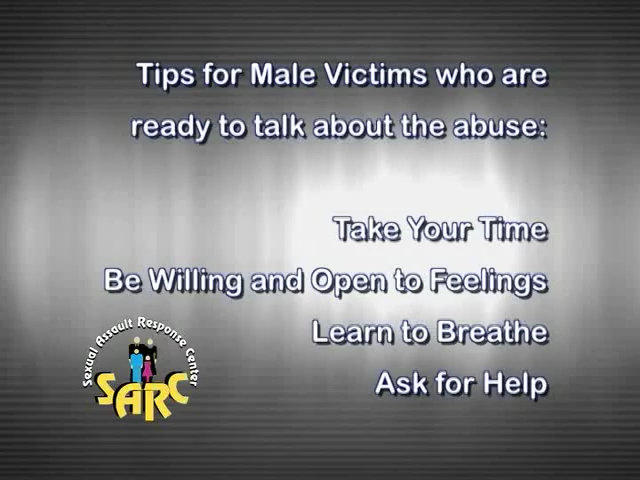 Tips for Male Victims who are
ready to talk about the abuse:
Take Your Time
Be Willing and Open to Feelings
Learn to Breathe
Ask for Help
Sexual Assault Response Center
SARC